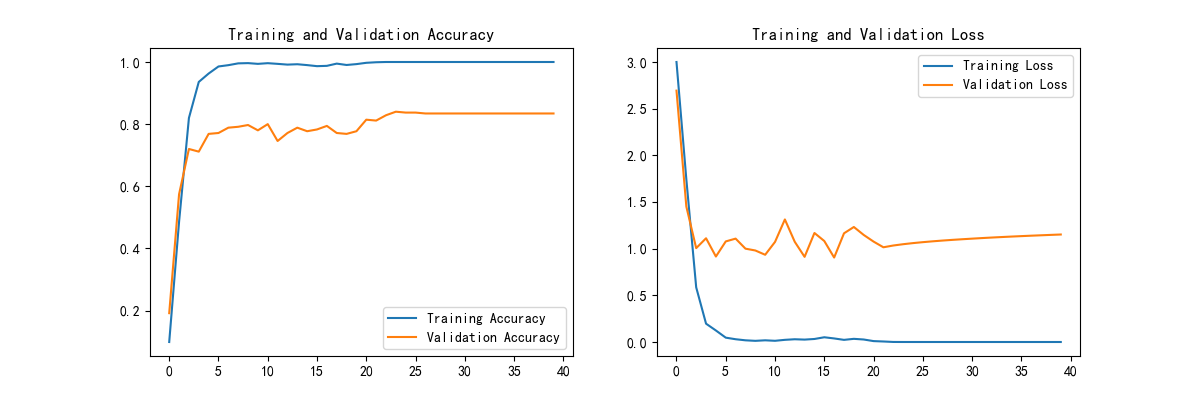 Training and Validation Accuracy
1.0
0.8
0.6
0.4
0.2
Training Accuracy
Validation Accuracy
0 5 10 15 20 25 30 35 40
Training and Validation Loss
3.0
2.5
2.0
1.5
1.0
0.5
0.0
Training Loss
Validation Loss
0 5 10 15 20 25 30 35 40